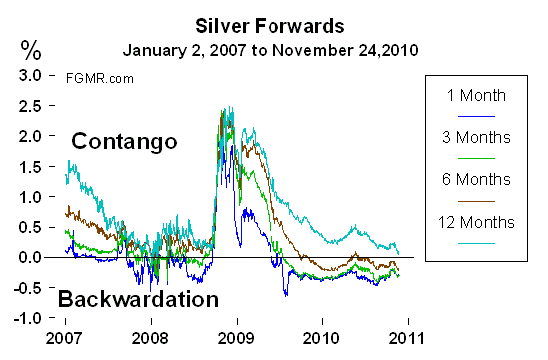 Silver Forwards
January 2, 2007 to November 24,2010
%
3.0
FGMR.com
2.5
2.0
Contango
1.5
1.0
0.5
0.0
-0.5
Backwardation
-1.0
2007
2008
2009
2010
2011
1 Month
3 Months
6 Months
12 Months